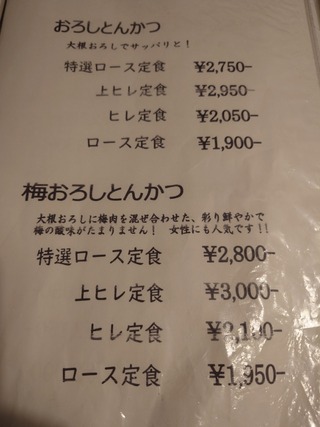 おろしとんかつ
大根おろしでサッパリと！
特選ロース定食 ¥2,750-
上ヒレ定食 ¥2,950-
ヒレ定食 ¥2,050-
ロース定食 ¥1,900-
梅おろしとんかつ
大根おろしに梅肉を混ぜ合わせた、彩り鮮やかで
梅の酸味がたまりません！ 女性にも人気です！！
特選ロース定食 ¥2,800-
上ヒレ定食 ¥3,000-
ヒレ定食 ¥2,100-
ロース定食 ¥1,950-